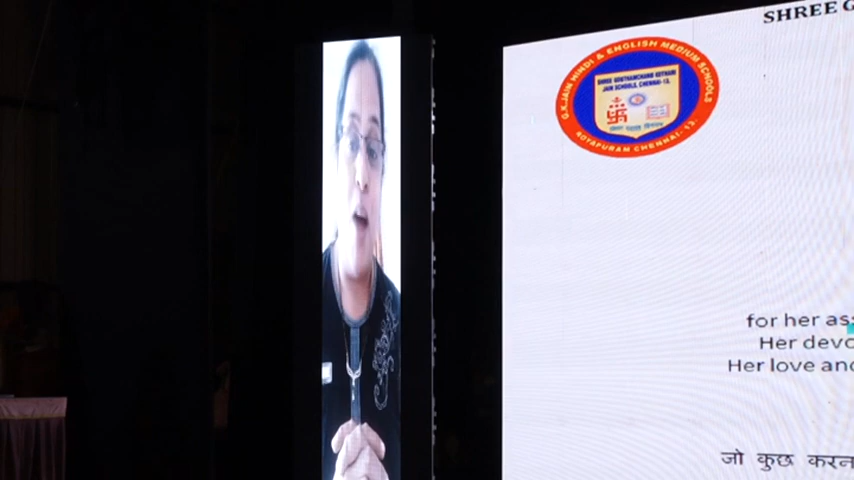 SHREE G
G.K.JAIN HINDI & ENGLISH MEDIUM SCHOOLS
SHREE GOUTHAMCHAND KOTHARI
JAIN SCHOOLS, CHENNAI-13.
ROYAPURAM CHENNAI-13.
for her as
Her devo
Her love and
जो कुछ करन